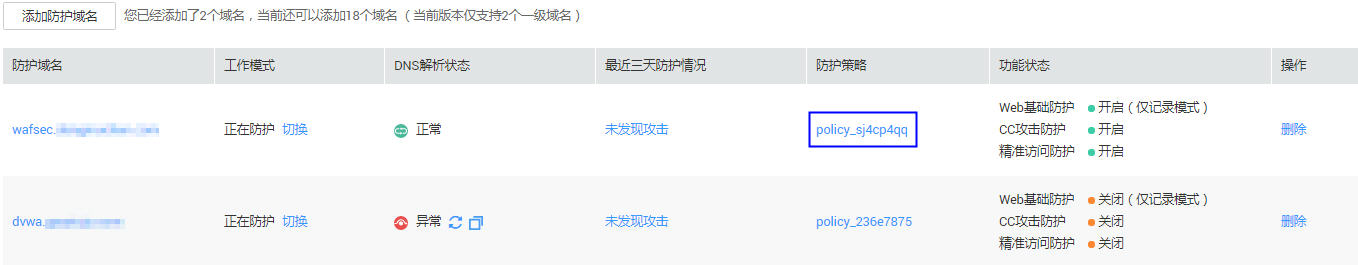 添加防护域名 您已经添加了2个域名，当前还可以添加18个域名（当前版本仅支持2个一级域名）
防护域名 工作模式 DNS解析状态 最近三天防护情况 防护策略 功能状态 操作
Web基础防护 开启（仅记录模式）
wafsec. 正在防护 切换 正常 未发现攻击 policy_sj4cp4qq CC攻击防护 开启 删除
精准访问防护 开启
Web基础防护 关闭（仅记录模式）
dvwa. 正在防护 切换 异常 未发现攻击 policy_236e7875 CC攻击防护 关闭 删除
精准访问防护 关闭